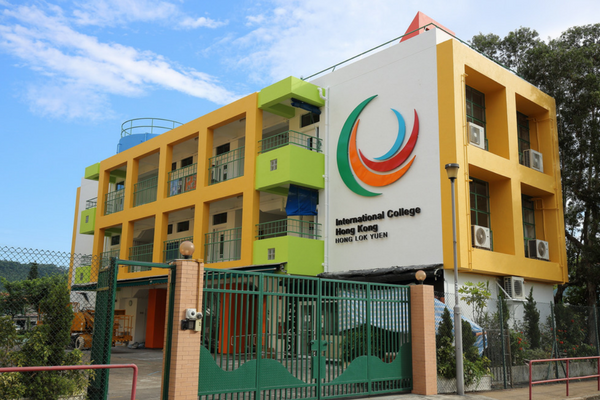 International College
Hong Kong
HONG LOK YUEN